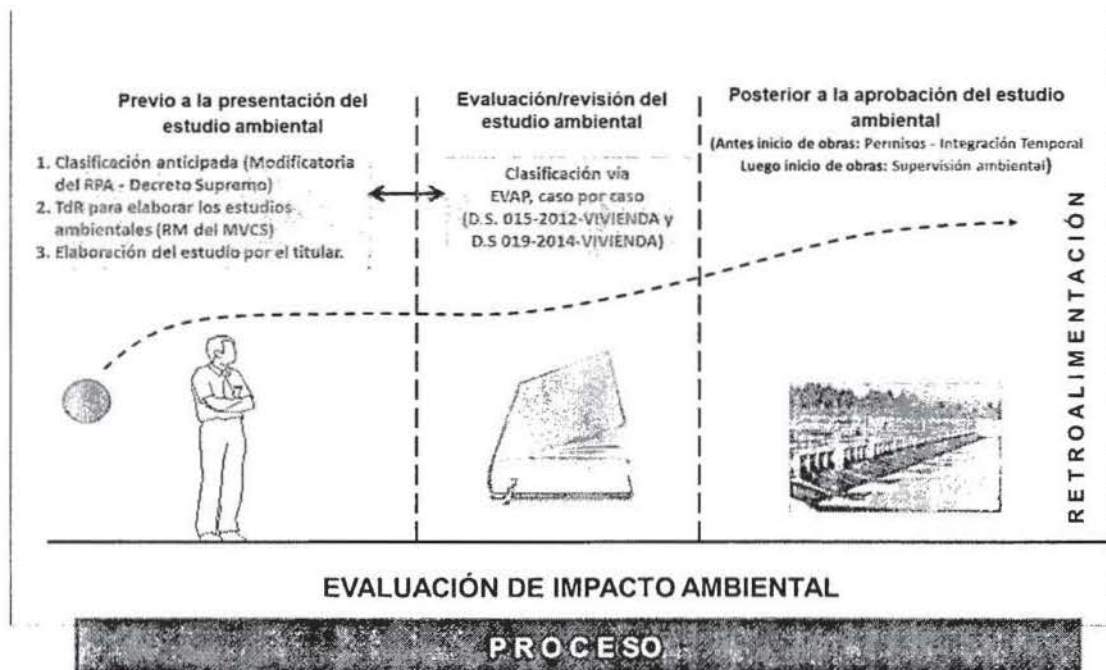 Previo a la presentación del
estudio ambiental
1. Clasificación anticipada (Modificatoria
del RPA - Decreto Supremo)
2. TdR para elaborar los estudios
ambientales (RM del MVCS)
3. Elaboración del estudio por el titular.
Evaluación/revisión del
estudio ambiental
Clasificación vía
EVAP, caso por caso
(D.S. 015-2012-VIVIENDA y
D.S 019-2014-VIVIENDA)
Posterior a la aprobación del estudio
ambiental
(Antes inicio de obras: Permisos - Integración Temporal
Luego inicio de obras: Supervisión ambiental)
RETROALIMENTACIÓN
EVALUACIÓN DE IMPACTO AMBIENTAL
PROCESO